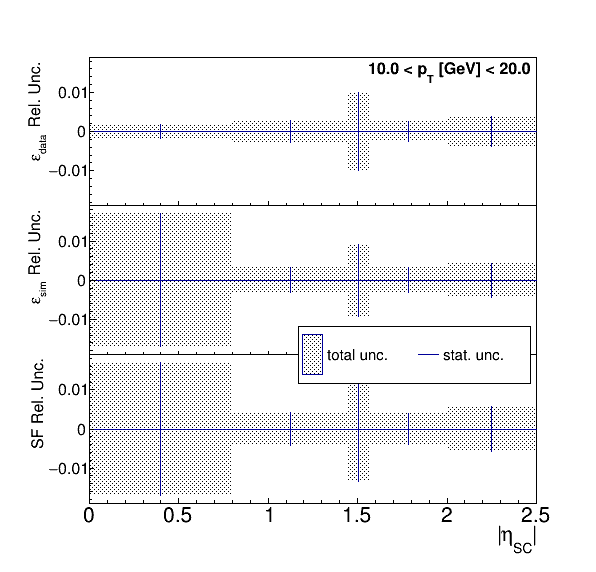 10.0 < p_T [GeV] < 20.0
ε_data Rel. Unc.
0.01
0
−0.01
ε_sim Rel. Unc.
0.01
0
−0.01
total unc. stat. unc.
SF Rel. Unc.
0.01
0
−0.01
0 0.5 1 1.5 2 2.5
|η_SC|